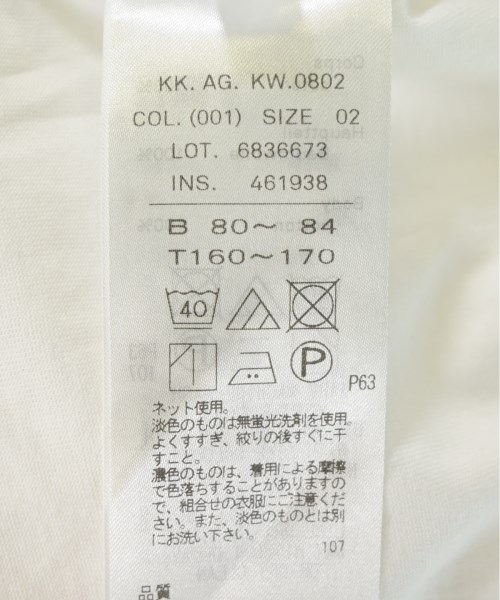 KK. AG. KW.0802
COL. (001) SIZE 02
LOT. 6836673
INS. 461938
B 80～ 84
T160～170
40
P
P63
ネット使用。
淡色のものは無蛍光洗剤を使用。
よくすすぎ、絞りの後すぐに干
すこと。
濃色のものは、着用による摩擦
で色落ちすることがありますの
で、組合せの衣服にご注意くだ
さい。また、淡色のものとは別
にお洗い下さい。
107
品質